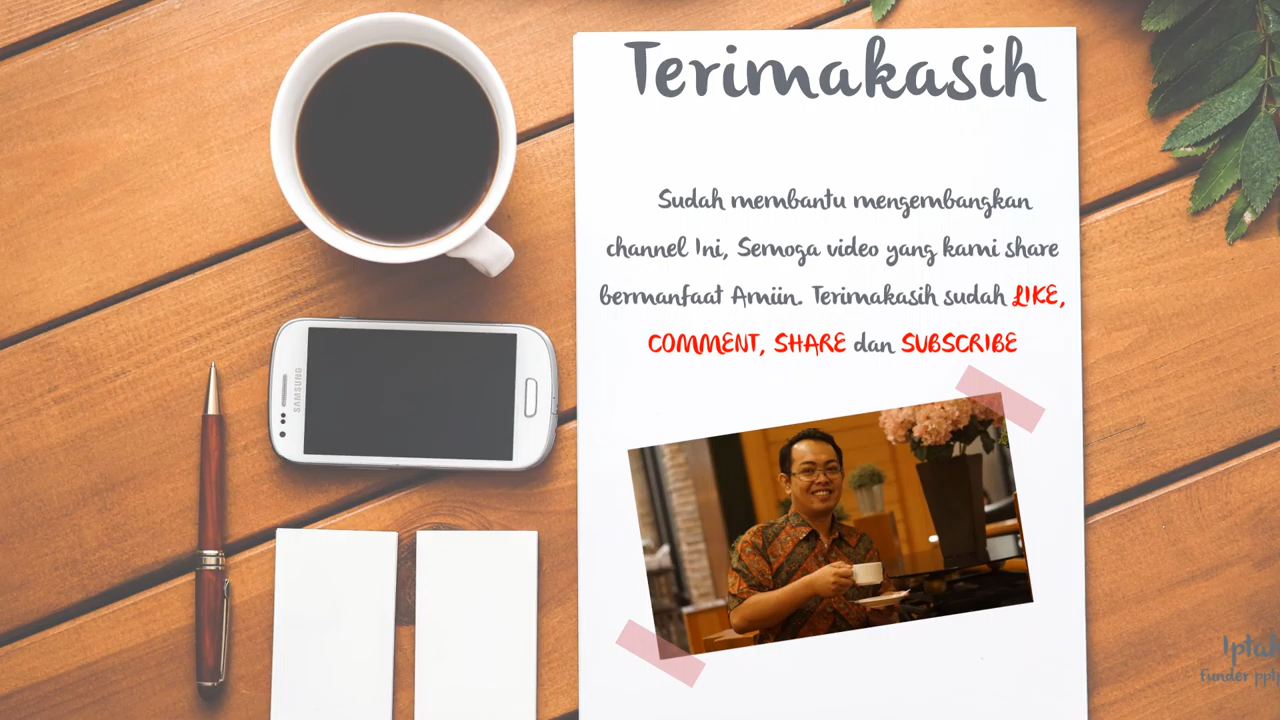 Terimakasih
Sudah membantu mengembangkan
channel Ini, Semoga video yang kami share
bermanfaat Amiin. Terimakasih sudah LIKE,
COMMENT, SHARE dan SUBSCRIBE
SAMSUNG
Funder